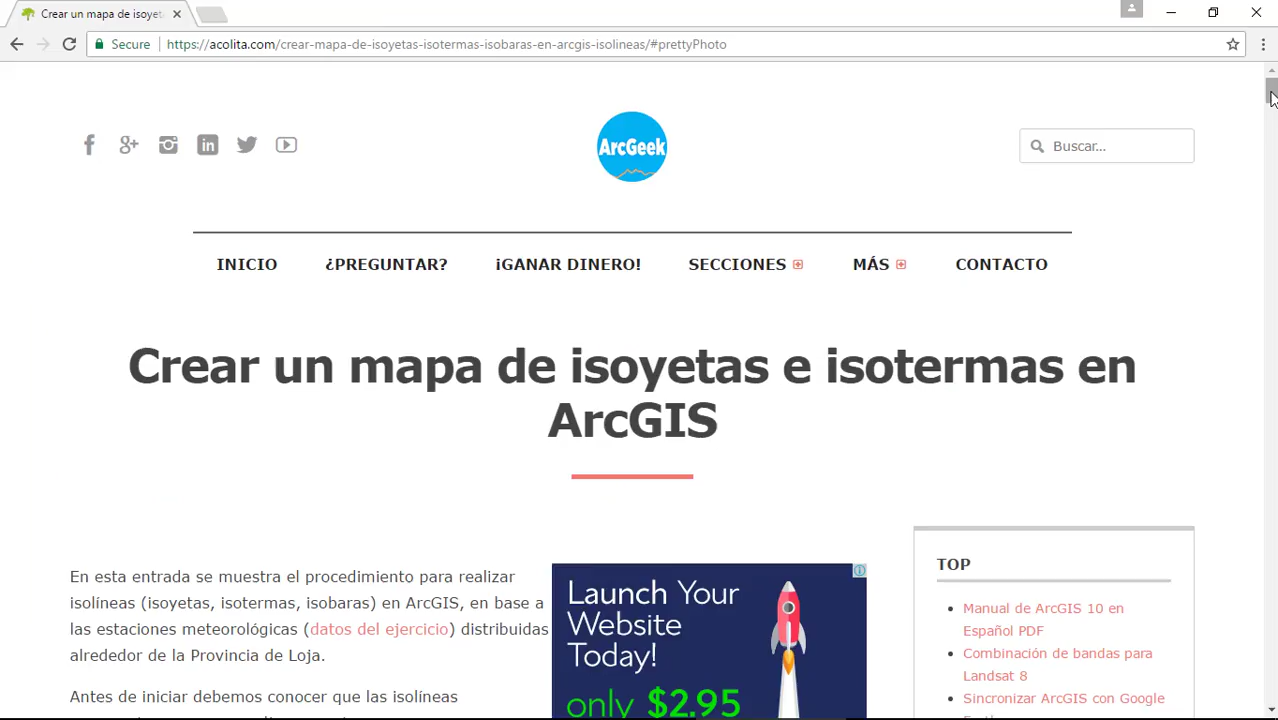 Crear un mapa de isoyet
Secure
https://acolita.com/crear-mapa-de-isoyetas-isotermas-isobaras-en-arcgis-isolineas/#prettyPhoto
ArcGeek
Buscar...
INICIO
¿PREGUNTAR?
¡GANAR DINERO!
SECCIONES
MÁS
CONTACTO
Crear un mapa de isoyetas e isotermas en
ArcGIS
En esta entrada se muestra el procedimiento para realizar
isolíneas (isoyetas, isotermas, isobaras) en ArcGIS, en base a
las estaciones meteorológicas (datos del ejercicio) distribuidas
alrededor de la Provincia de Loja.
Antes de iniciar debemos conocer que las isolíneas
Launch Your
Website
Today!
only $2.95
TOP
Manual de ArcGIS 10 en
Español PDF
Combinación de bandas para
Landsat 8
Sincronizar ArcGIS con Google